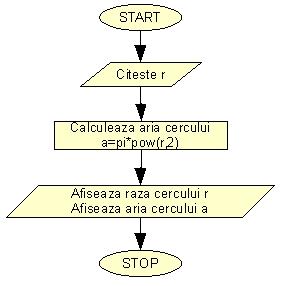 START
Citeste r
Calculeaza aria cercului
a=pi*pow(r,2)
Afiseaza raza cercului r
Afiseaza aria cercului a
STOP